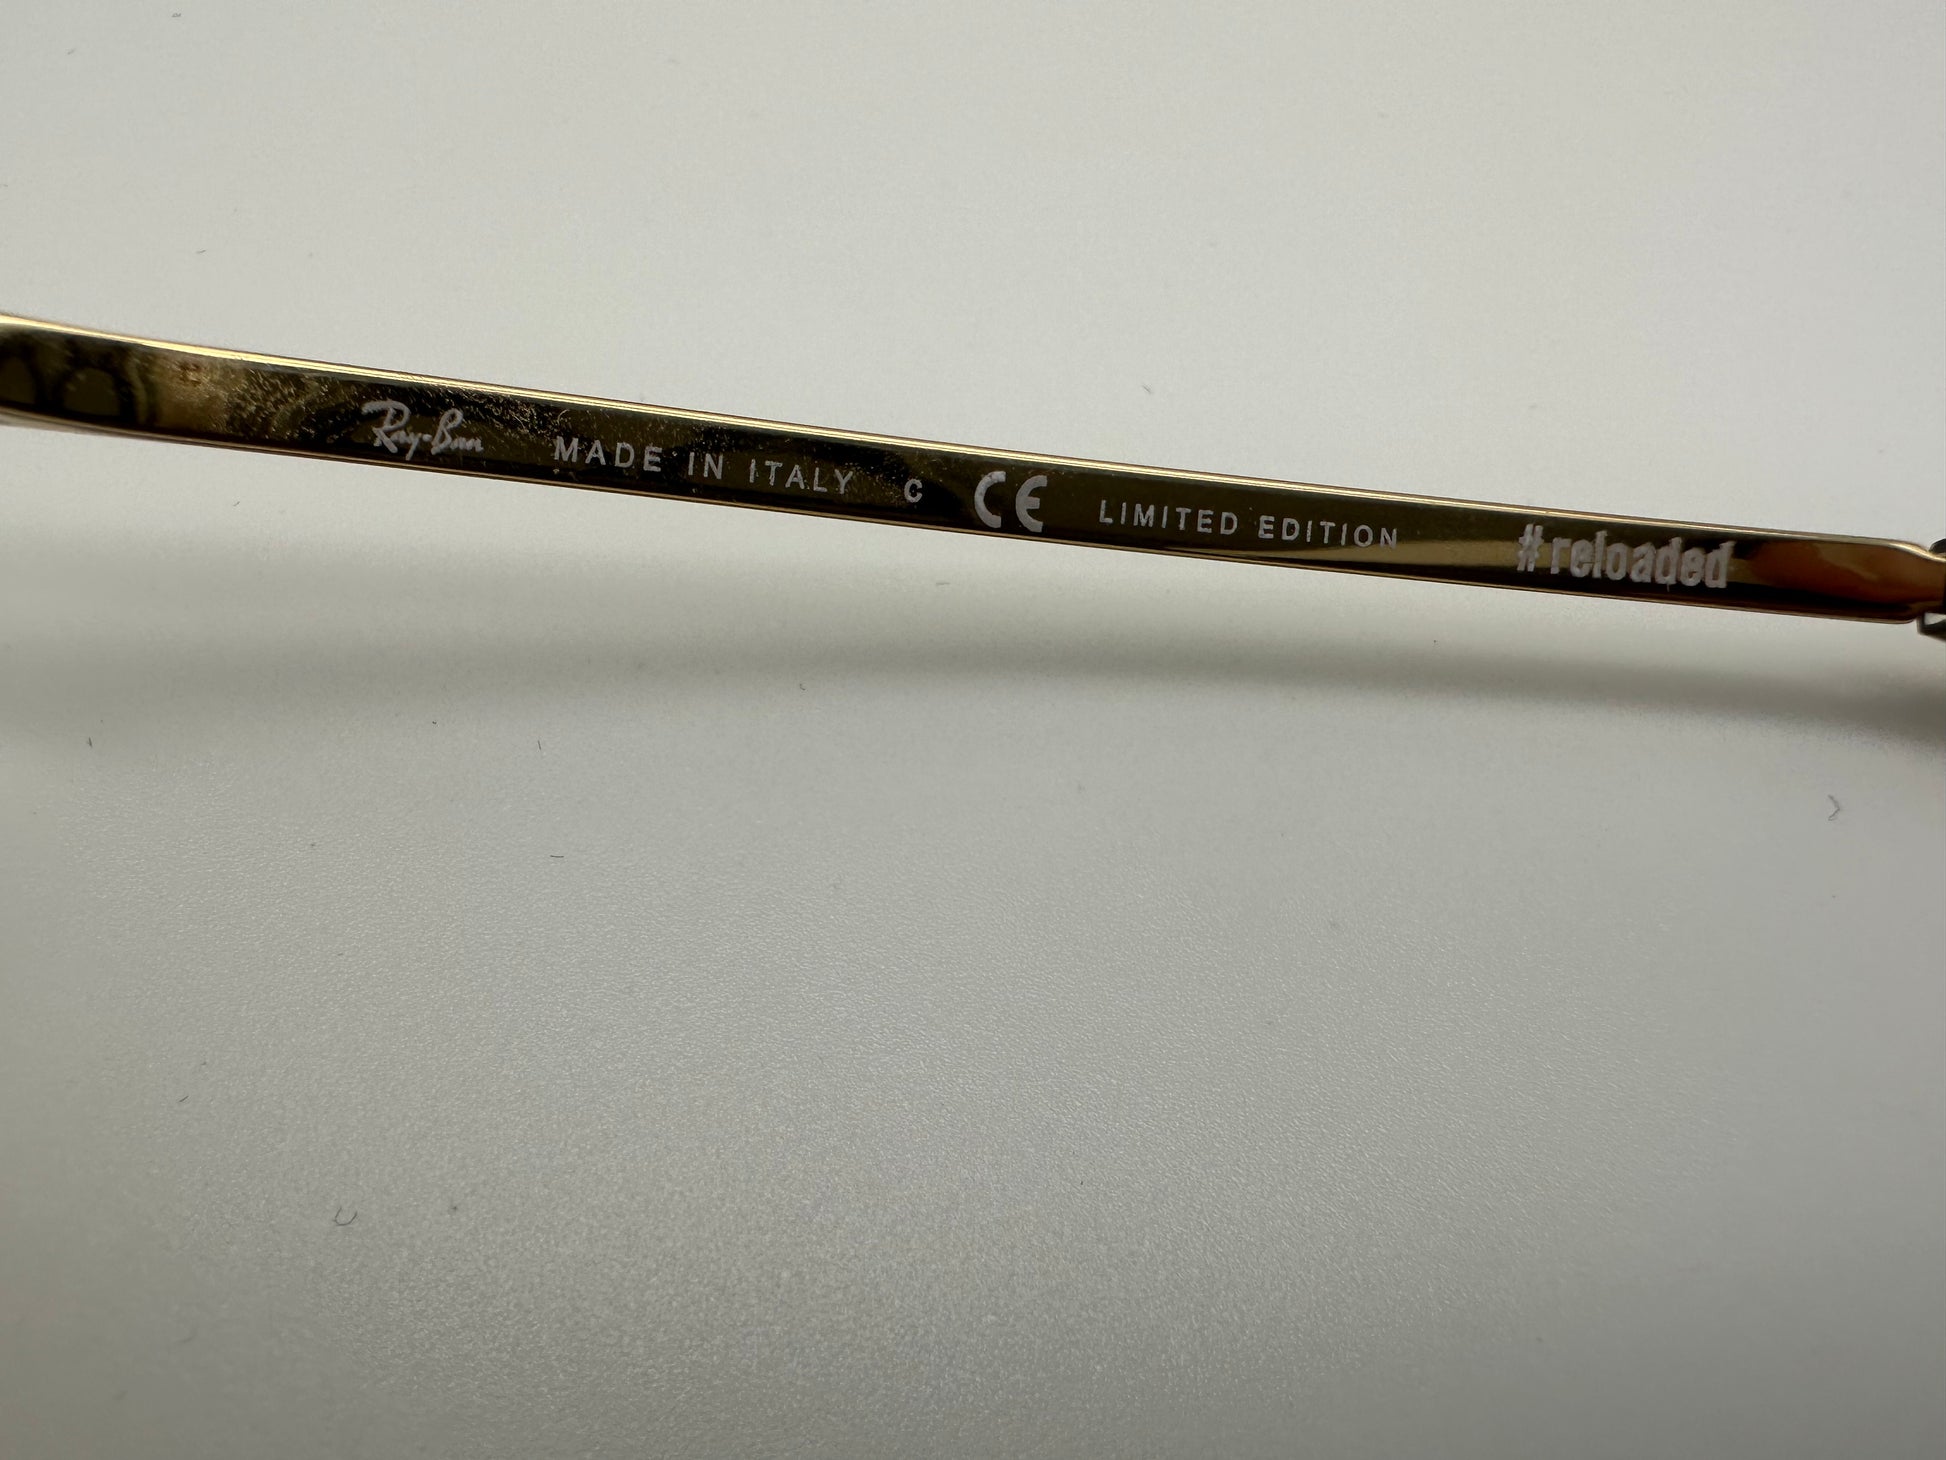 Ray-Ban MADE IN ITALY C CE LIMITED EDITION #reloaded